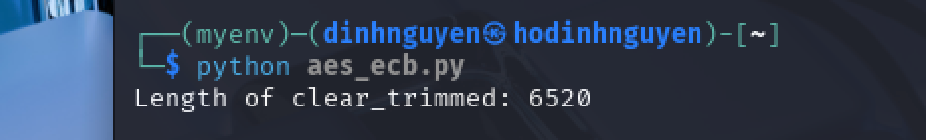 ┌──(myenv)─(dinhnguyen㉿hodinhnguyen)-[~]
└─$ python aes_ecb.py
Length of clear_trimmed: 6520